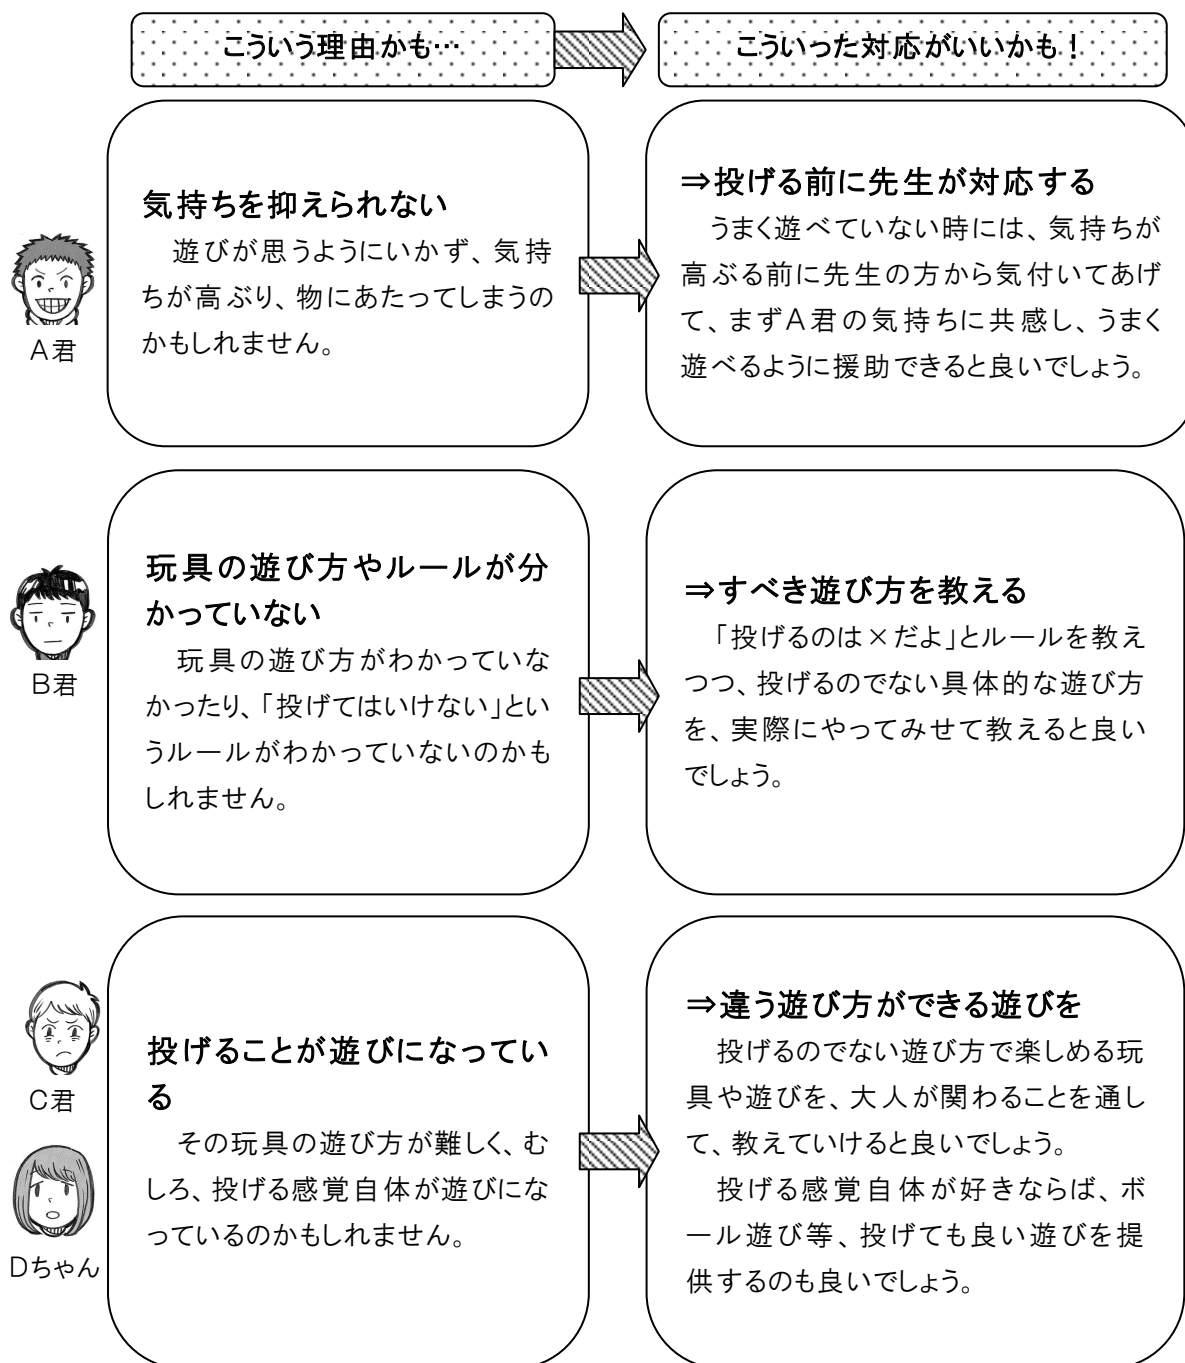 こういう理由かも…
こういった対応がいいかも！
気持ちを抑えられない
遊びが思うようにいかず、気持
ちが高ぶり、物にあたってしまうの
かもしれません。
⇒投げる前に先生が対応する
うまく遊べていない時には、気持ちが
高ぶる前に先生の方から気付いてあげ
て、まずA君の気持ちに共感し、うまく
遊べるように援助できると良いでしょう。
A君
玩具の遊び方やルールが分
かっていない
玩具の遊び方がわかっていな
かったり、「投げてはいけない」とい
うルールがわかっていないのかも
しれません。
⇒すべき遊び方を教える
「投げるのは×だよ」とルールを教え
つつ、投げるのでない具体的な遊び方
を、実際にやってみせて教えると良い
でしょう。
B君
投げることが遊びになってい
る
その玩具の遊び方が難しく、む
しろ、投げる感覚自体が遊びにな
っているのかもしれません。
⇒違う遊び方ができる遊びを
投げるのでない遊び方で楽しめる玩
具や遊びを、大人が関わることを通し
て、教えていけると良いでしょう。
投げる感覚自体が好きならば、ボ
ール遊び等、投げても良い遊びを提
供するのも良いでしょう。
C君
Dちゃん